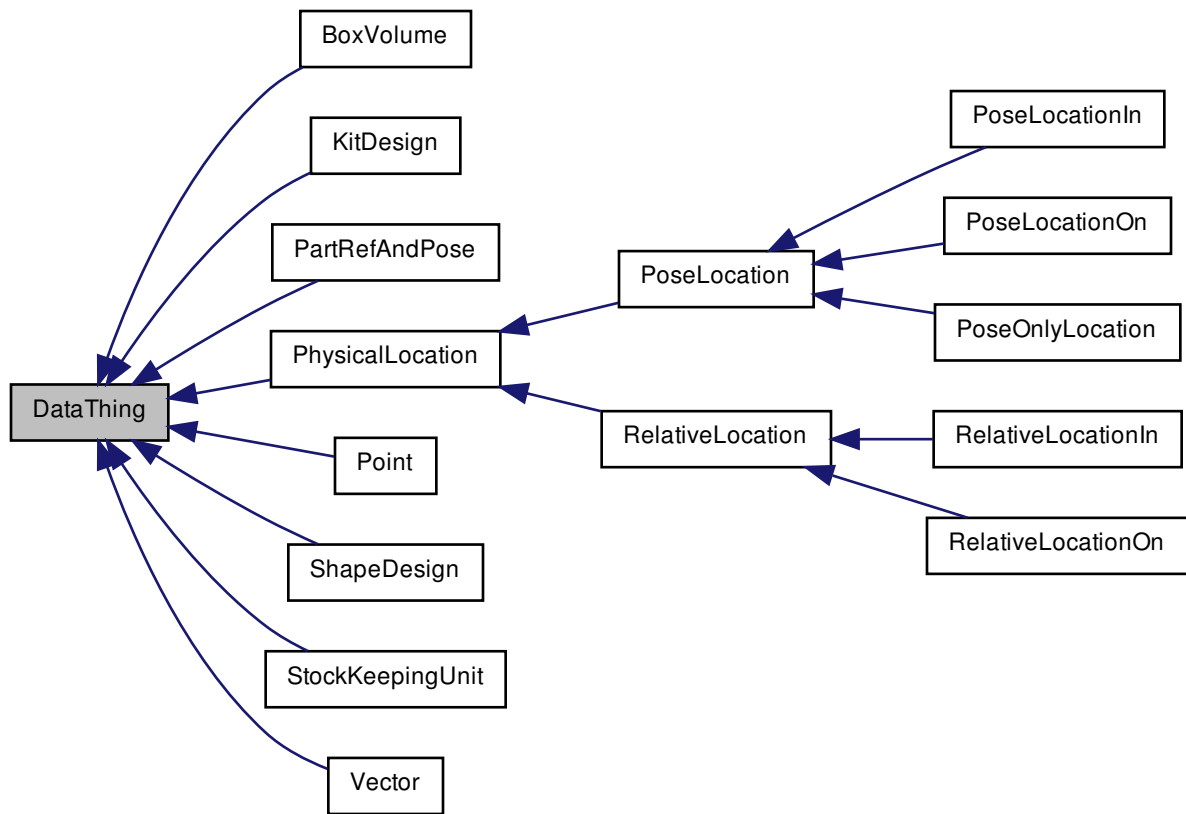 BoxVolume
KitDesign
PartRefAndPose
PhysicalLocation
DataThing
Point
ShapeDesign
StockKeepingUnit
Vector
PoseLocation
RelativeLocation
PoseLocationIn
PoseLocationOn
PoseOnlyLocation
RelativeLocationIn
RelativeLocationOn